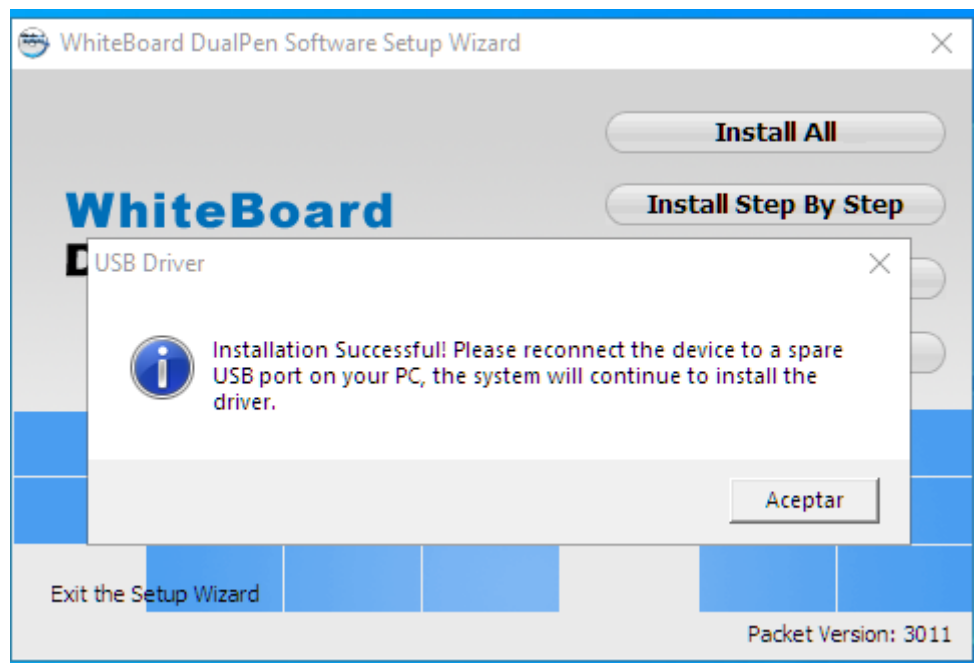 WhiteBoard DualPen Software Setup Wizard
Install All
WhiteBoard
Install Step By Step
D
USB Driver
Installation Successful! Please reconnect the device to a spare
USB port on your PC, the system will continue to install the
driver.
Aceptar
Exit the Setup Wizard
Packet Version: 3011